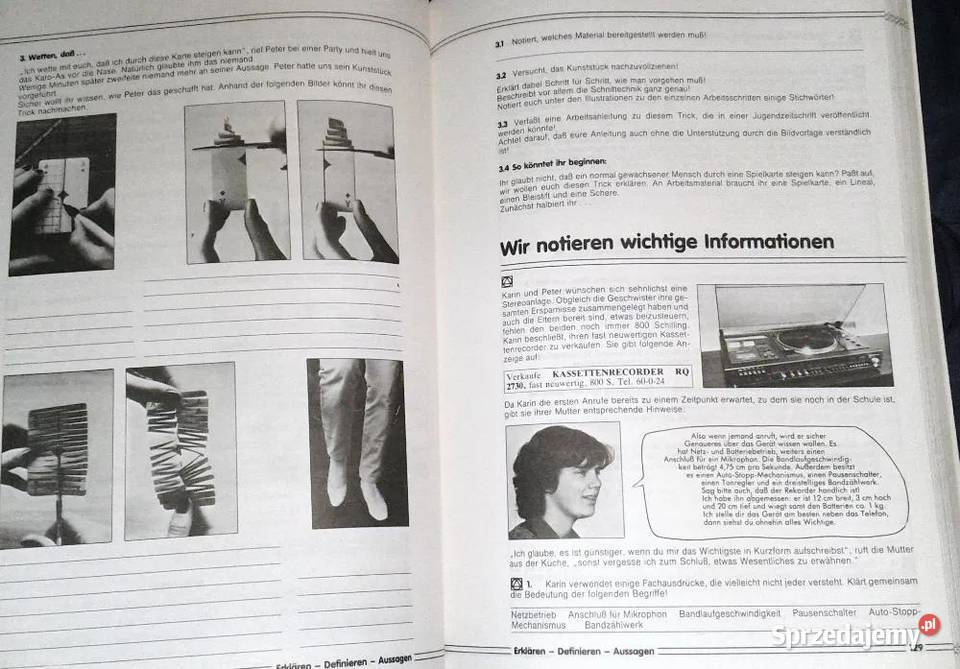 3. Wetten, daß ...
„Ich wette mit euch, daß ich durch diese Karte steigen kann", rief Peter bei einer Party und hielt uns
das Karo-As vor die Nase. Natürlich glaubte ihm das niemand.
Wenige Minuten später zweifelte niemand mehr an seiner Aussage. Peter hatte uns sein Kunststück
vorgeführt.
Sicher wollt ihr wissen, wie Peter das geschafft hat. Anhand der folgenden Bilder könnt ihr diesen
Trick nachmachen.
Erklären – Definieren – Aussagen
3.1 Notiert, welches Material bereitgestellt werden muß!
3.2 Versucht, das Kunststück nachzuvollziehen!
Erklärt dabei Schritt für Schritt, wie man vorgehen muß!
Beschreibt vor allem die Schnittechnik ganz genau!
Notiert euch unter den Illustrationen zu den einzelnen Arbeitsschritten einige Stichwörter!
3.3 Verfaßt eine Arbeitsanleitung zu diesem Trick, die in einer Jugendzeitschrift veröffentlicht
werden könnte!
Achtet darauf, daß eure Anleitung auch ohne die Unterstützung durch die Bildvorlage verständlich
ist!
3.4 So könntet ihr beginnen:
Ihr glaubt nicht, daß ein normal gewachsener Mensch durch eine Spielkarte steigen kann? Paßt auf,
wir wollen euch diesen Trick erklären. An Arbeitsmaterial braucht ihr eine Spielkarte, ein Lineal,
einen Bleistift und eine Schere.
Zunächst halbiert ihr ...
Wir notieren wichtige Informationen
Karin und Peter wünschen sich sehnlichst eine
Stereoanlage. Obgleich die Geschwister ihre ge-
samten Ersparnisse zusammengelegt haben und
auch die Eltern bereit sind, etwas beizusteuern,
fehlen den beiden noch immer 800 Schilling.
Karin beschließt, ihren fast neuwertigen Kasset-
tenrecorder zu verkaufen. Sie gibt folgende An-
zeige auf:
Verkaufe KASSETTENRECORDER RQ
2730, fast neuwertig, 800 S. Tel. 60-0-24
Da Karin die ersten Anrufe bereits zu einem Zeitpunkt erwartet, zu dem sie noch in der Schule ist,
gibt sie ihrer Mutter entsprechende Hinweise:
Also wenn jemand anruft, wird er sicher
Genaueres über das Gerät wissen wollen. Es
hat Netz- und Batteriebetrieb, weiters einen
Anschluß für ein Mikrophon. Die Bandlaufgeschwindig-
keit beträgt 4,75 cm pro Sekunde. Außerdem besitzt
es einen Auto-Stopp-Mechanismus, einen Pausenschalter,
einen Tonregler und ein dreistelliges Bandzählwerk.
Sag bitte auch, daß der Rekorder handlich ist!
Ich habe ihn abgemessen: er ist 12 cm breit, 3 cm hoch
und 20 cm tief und wiegt samt den Batterien ca. 1 kg.
Ich stelle dir das Gerät am besten neben das Telefon,
dann siehst du ohnehin alles Wichtige.
„Ich glaube, es ist günstiger, wenn du mir das Wichtigste in Kurzform aufschreibst", ruft die Mutter
aus der Küche, „sonst vergesse ich zum Schluß, etwas Wesentliches zu erwähnen."
1. Karin verwendet einige Fachausdrücke, die vielleicht nicht jeder versteht. Klärt gemeinsam
die Bedeutung der folgenden Begriffe!
Netzbetrieb Anschluß für Mikrophon Bandlaufgeschwindigkeit Pausenschalter Auto-Stopp-
Mechanismus Bandzählwerk
Erklären – Definieren – Aussagen
Sprzedajemy.pl